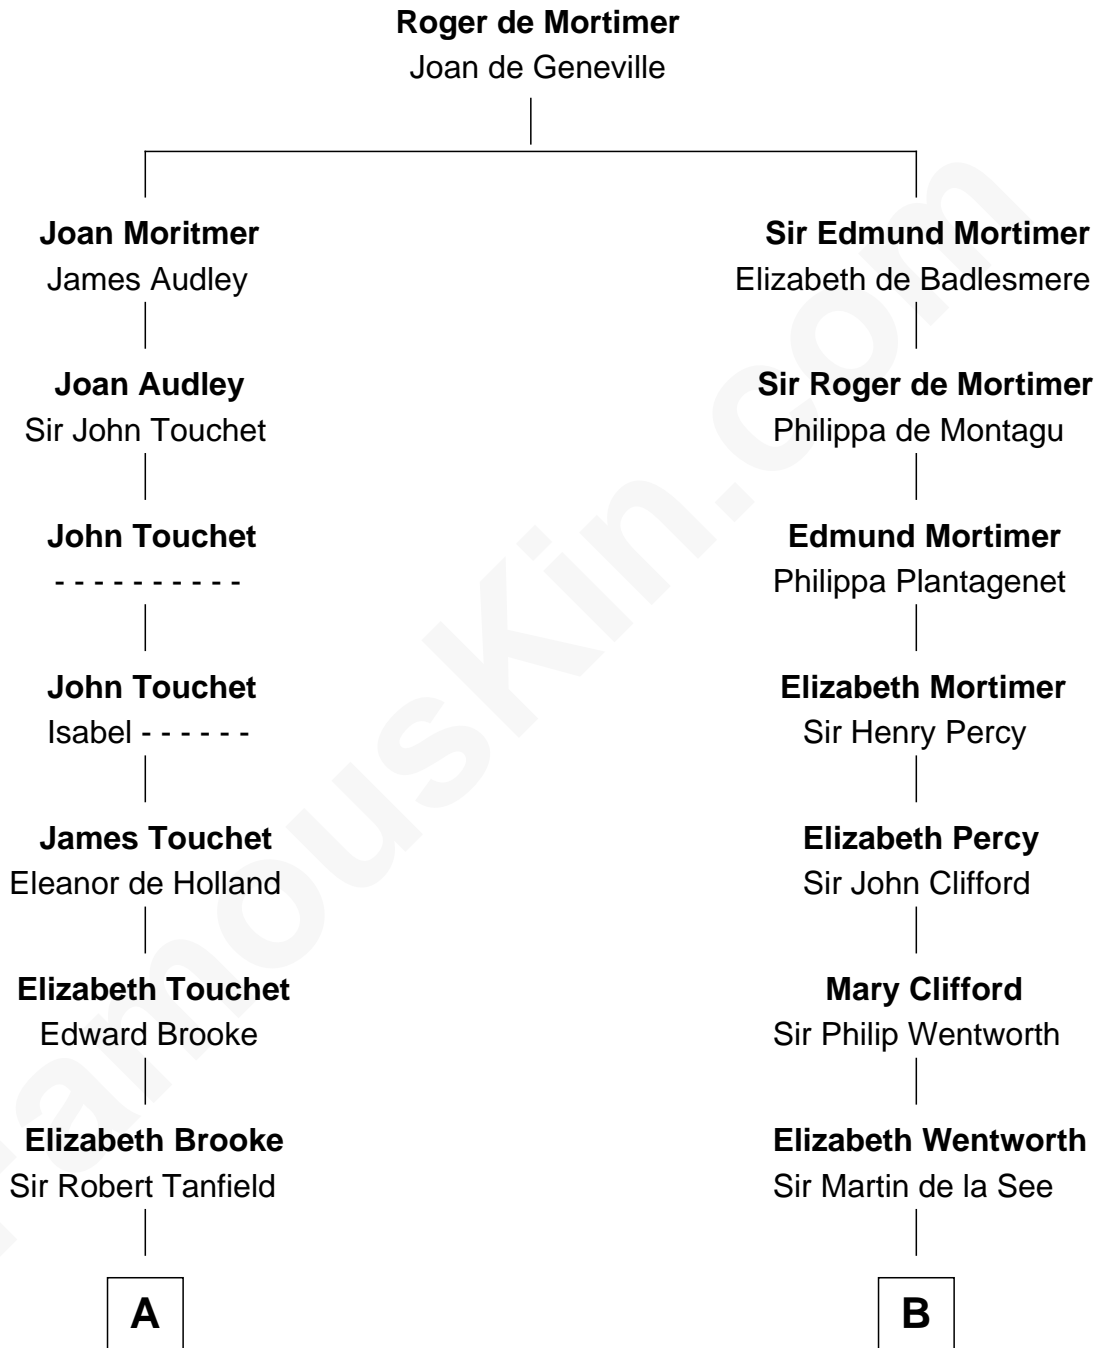 Roger de Mortimer
Joan de Geneville
Joan Moritmer
James Audley
Sir Edmund Mortimer
Elizabeth de Badlesmere
Joan Audley
Sir John Touchet
Sir Roger de Mortimer
Philippa de Montagu
John Touchet
- - - - - - - - - -
Edmund Mortimer
Philippa Plantagenet
John Touchet
Isabel - - - - - -
Elizabeth Mortimer
Sir Henry Percy
James Touchet
Eleanor de Holland
Elizabeth Percy
Sir John Clifford
Elizabeth Touchet
Edward Brooke
Mary Clifford
Sir Philip Wentworth
Elizabeth Brooke
Sir Robert Tanfield
Elizabeth Wentworth
Sir Martin de la See
A
B
FamousKin.com